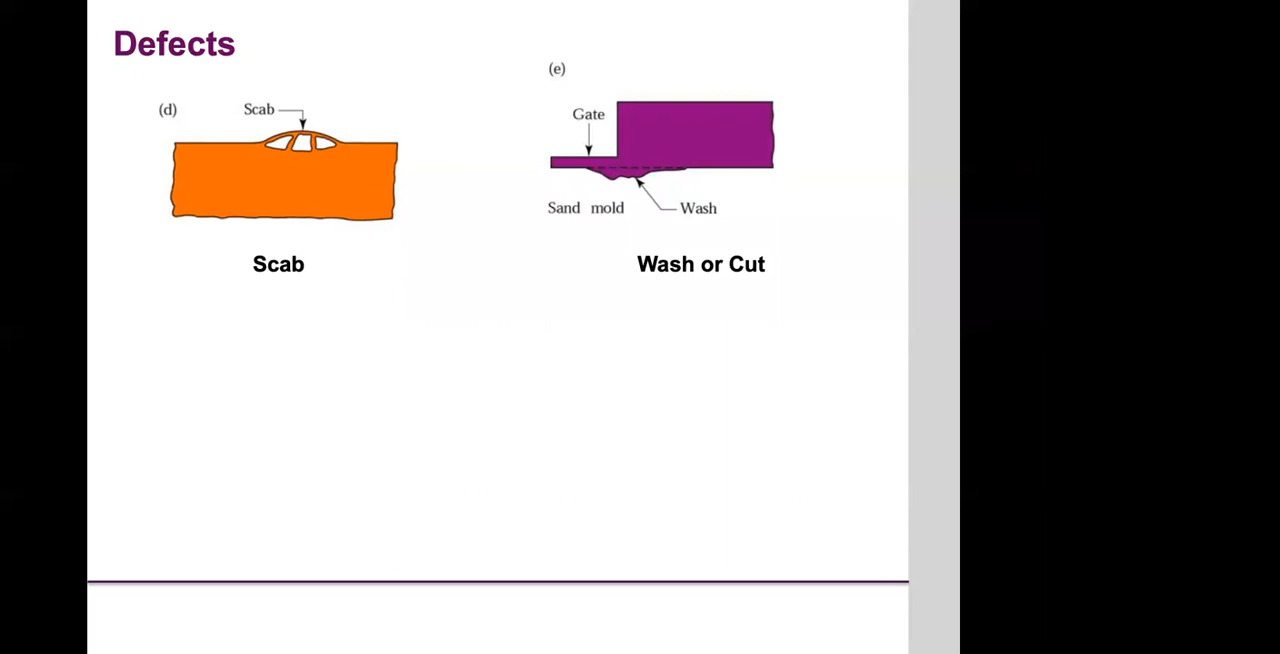 Defects
(d)
Scab
Scab
(e)
Gate
Sand mold
Wash
Wash or Cut